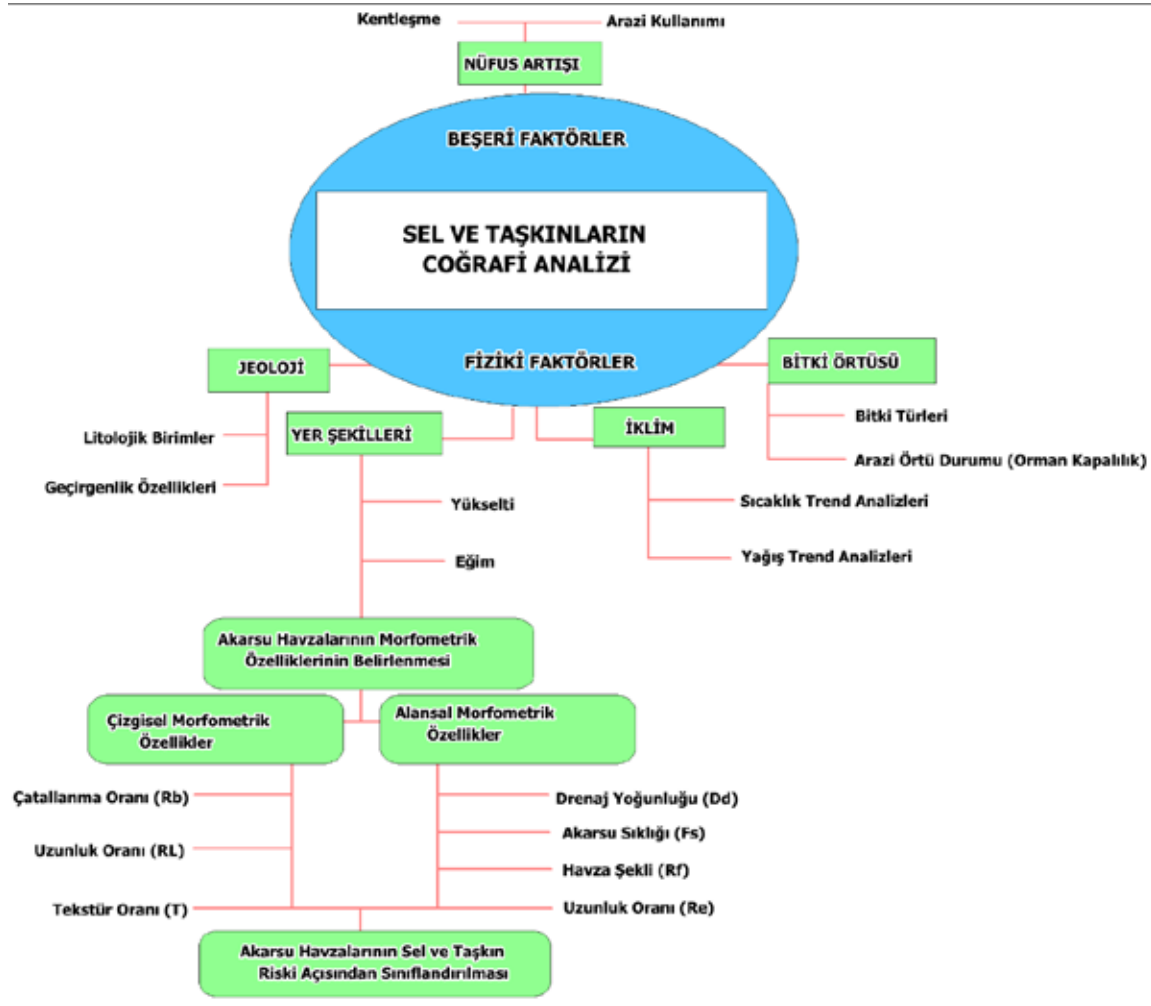 Kentleşme
Arazi Kullanımı
NÜFUS ARTIŞI
BEŞERİ FAKTÖRLER
SEL VE TAŞKINLARIN
COĞRAFİ ANALİZİ
FİZİKİ FAKTÖRLER
JEOLOJİ
Litolojik Birimler
Geçirgenlik Özellikleri
YER ŞEKİLLERİ
Yükselti
Eğim
İKLİM
Sıcaklık Trend Analizleri
Yağış Trend Analizleri
BİTKİ ÖRTÜSÜ
Bitki Türleri
Arazi Örtü Durumu (Orman Kapalılık)
Akarsu Havzalarının Morfometrik
Özelliklerinin Belirlenmesi
Çizgisel Morfometrik
Özellikler
Çatallanma Oranı (Rb)
Uzunluk Oranı (RL)
Tekstür Oranı (T)
Alansal Morfometrik
Özellikler
Drenaj Yoğunluğu (Dd)
Akarsu Sıklığı (Fs)
Havza Şekli (Rf)
Uzunluk Oranı (Re)
Akarsu Havzalarının Sel ve Taşkın
Riski Açısından Sınıflandırılması